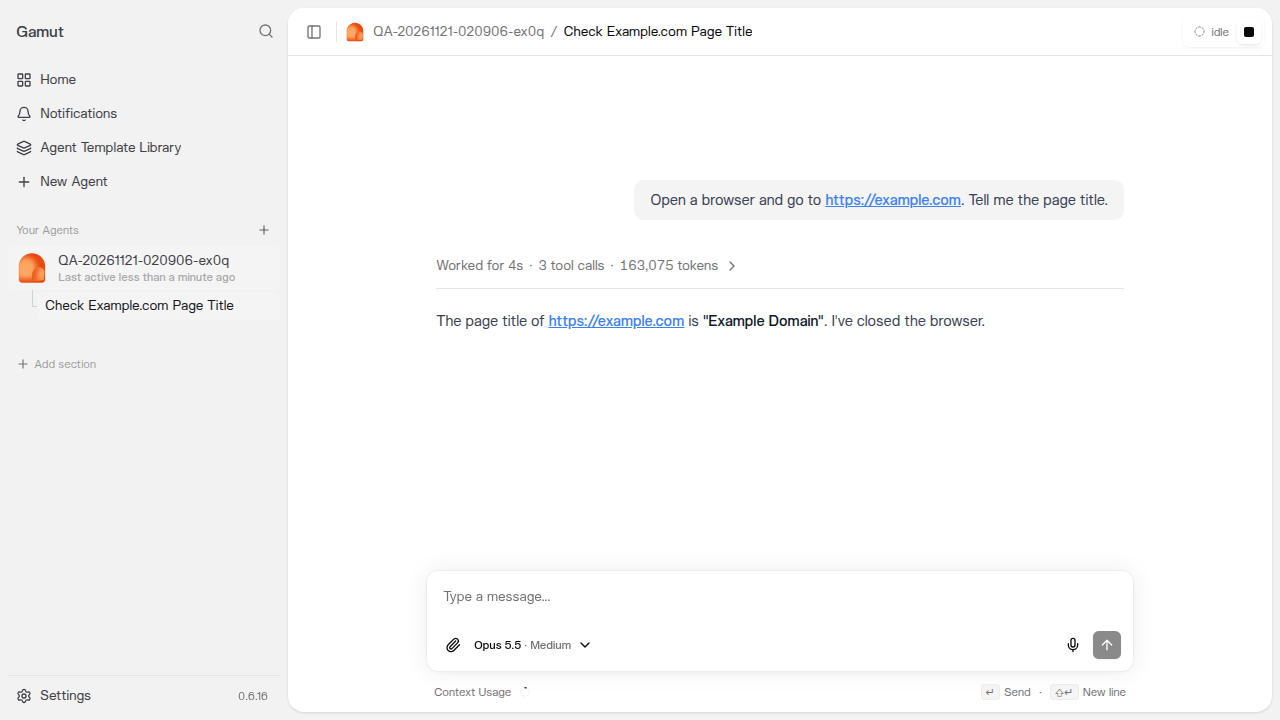 Gamut
Home
Notifications
Agent Template Library
New Agent
Your Agents
QA-20261121-020906-ex0q
Last active less than a minute ago
Check Example.com Page Title
Add section
Settings
0.6.16
QA-20261121-020906-ex0q / Check Example.com Page Title
idle
Open a browser and go to https://example.com. Tell me the page title.
Worked for 4s · 3 tool calls · 163,075 tokens
The page title of https://example.com is "Example Domain". I've closed the browser.
Type a message...
Opus 5.5 · Medium
Context Usage
Send · New line